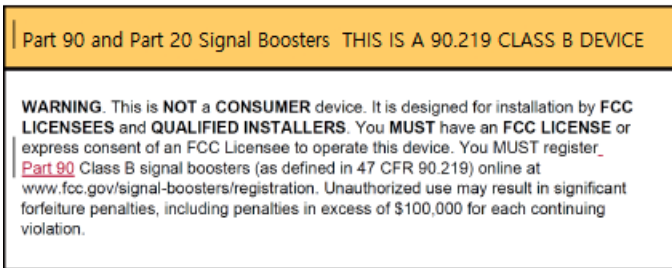 Part 90 and Part 20 Signal Boosters THIS IS A 90.219 CLASS B DEVICE
WARNING. This is NOT a CONSUMER device. It is designed for installation by FCC
LICENSEES and QUALIFIED INSTALLERS. You MUST have an FCC LICENSE or
express consent of an FCC Licensee to operate this device. You MUST register
Part 90 Class B signal boosters (as defined in 47 CFR 90.219) online at
www.fcc.gov/signal-boosters/registration. Unauthorized use may result in significant
forfeiture penalties, including penalties in excess of $100,000 for each continuing
violation.